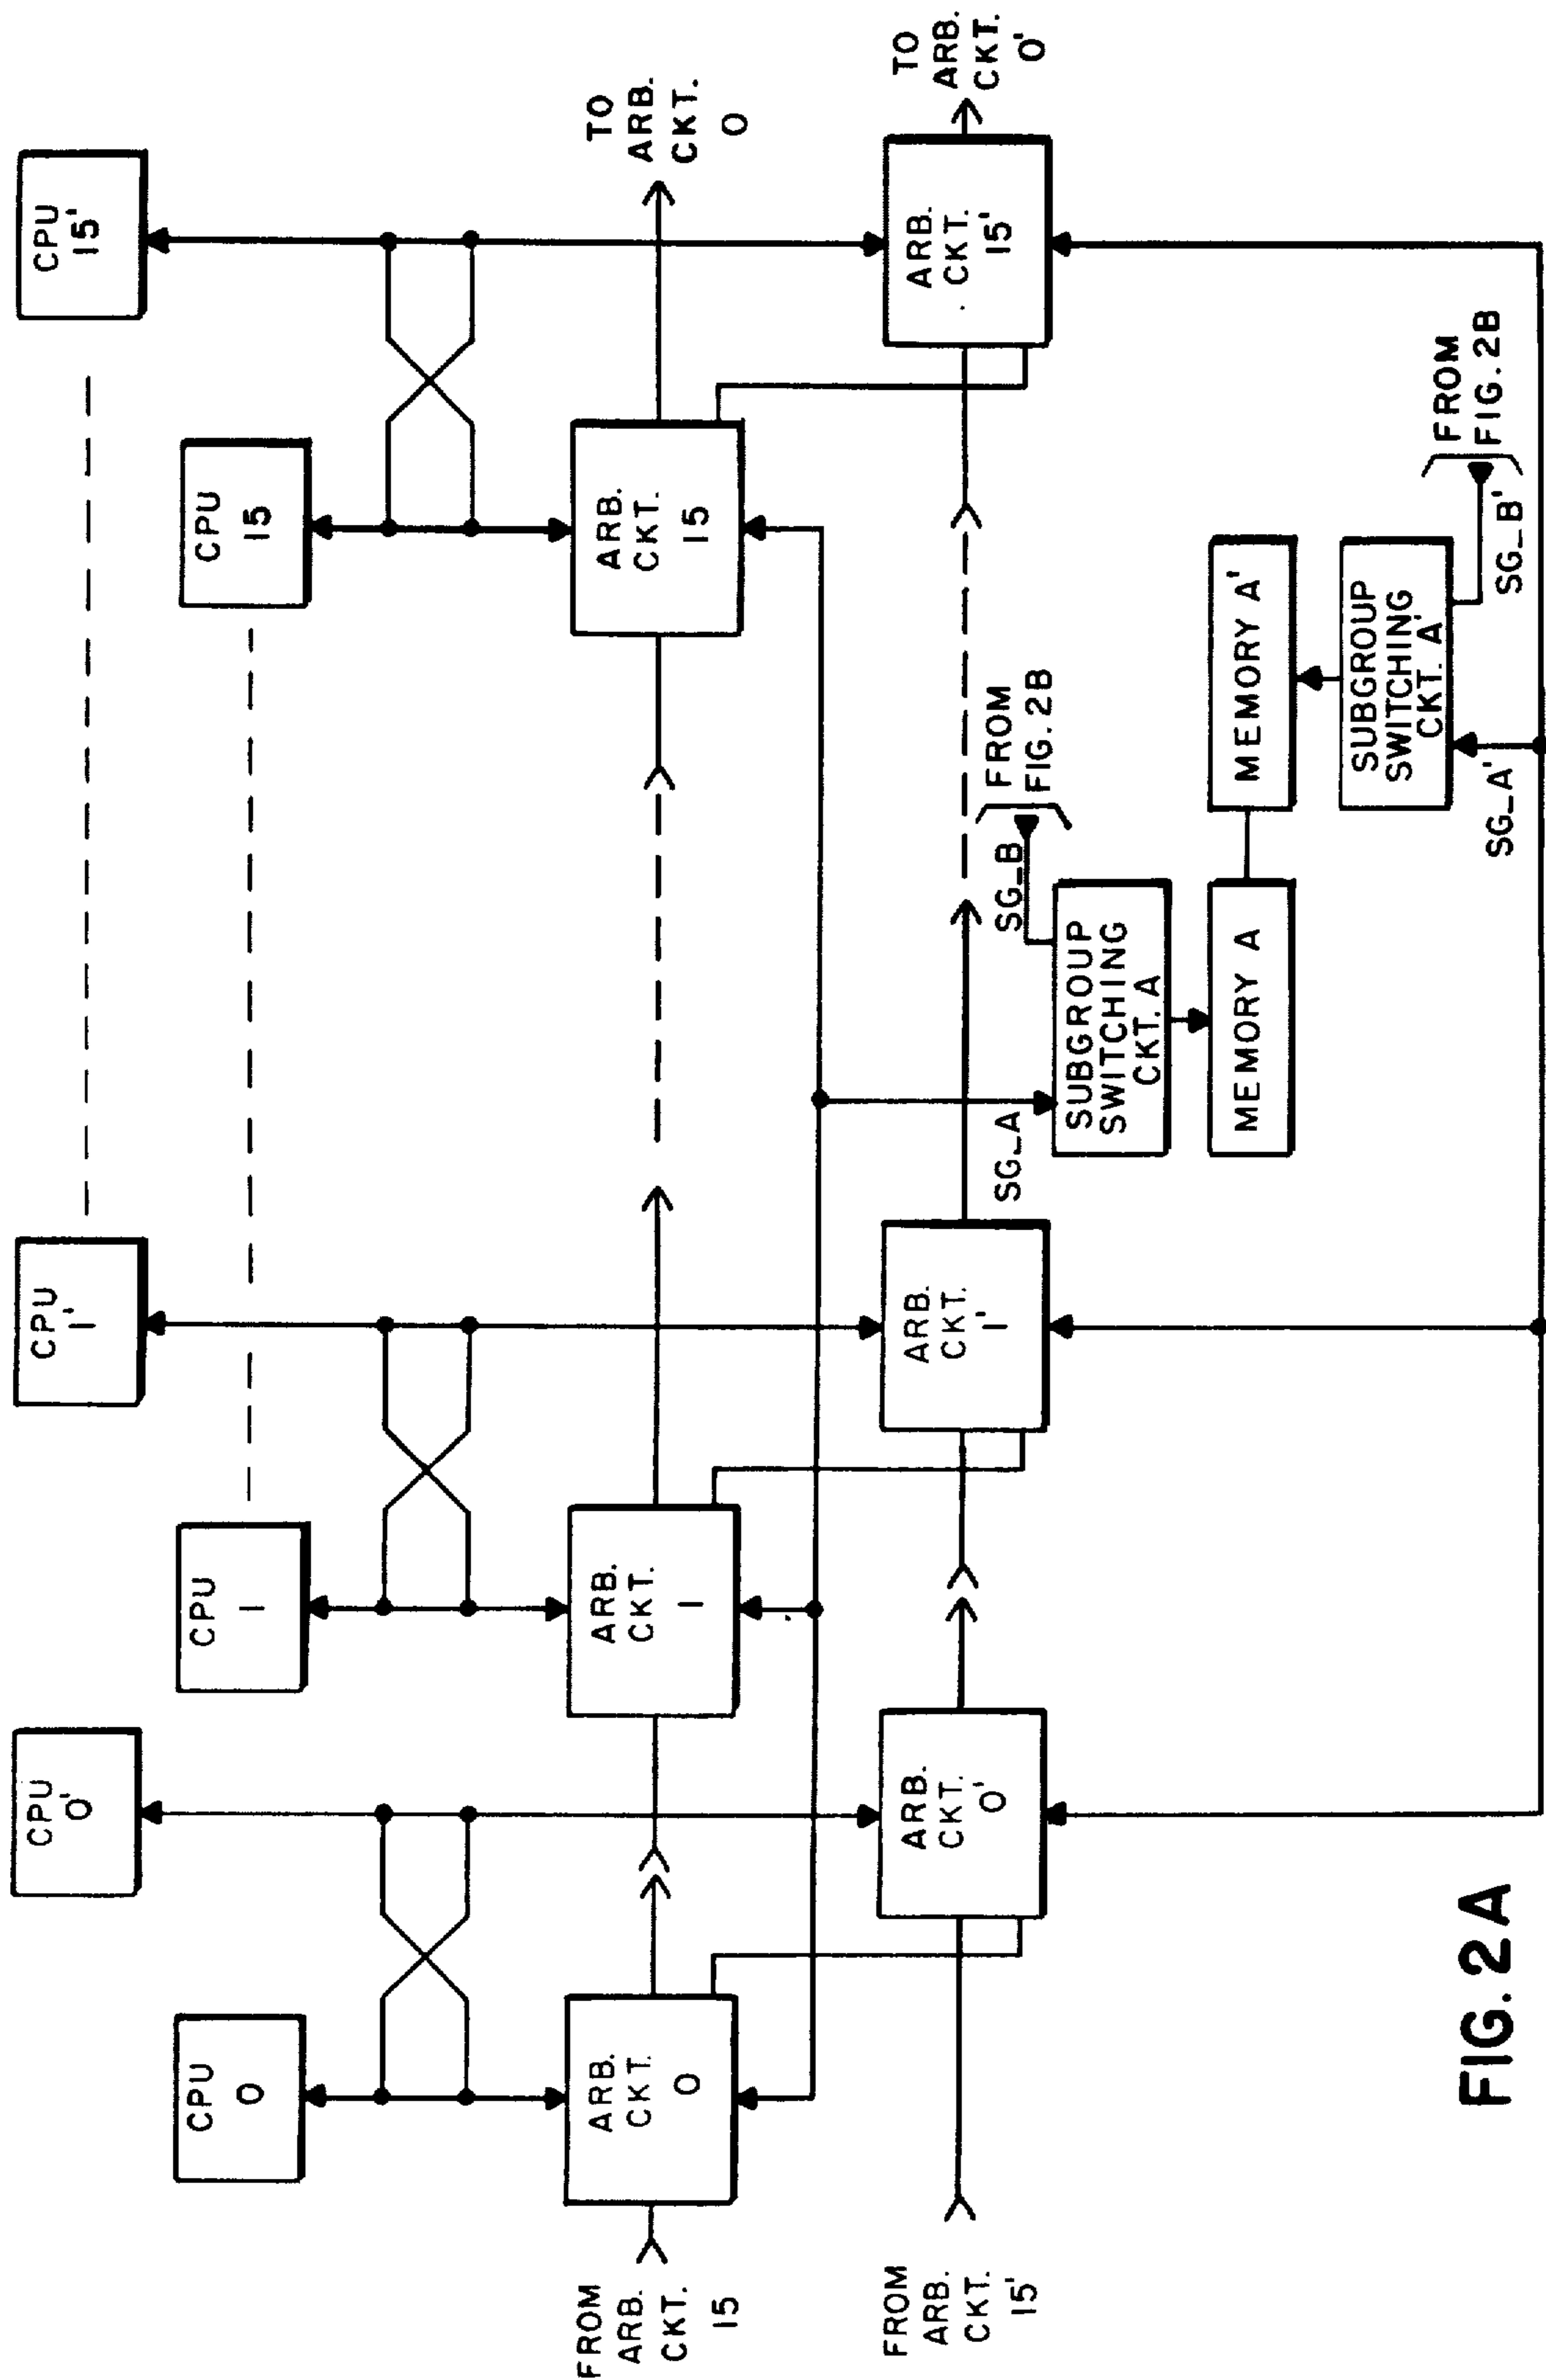 CPU
0'
CPU
1'
CPU
15'
CPU
0
CPU
1
CPU
15
FROM
ARB.
CKT.
15
ARB.
CKT.
0
ARB.
CKT.
1
ARB.
CKT.
15
TO
ARB.
CKT.
0
FROM
ARB.
CKT.
15'
ARB.
CKT.
0'
ARB.
CKT.
1'
ARB.
CKT.
15'
TO
ARB.
CKT.
0'
SG_A
SG_B
FROM
FIG. 2B
SUBGROUP
SWITCHING
CKT. A
MEMORY A
MEMORY A'
SUBGROUP
SWITCHING
CKT. A'
SG_A'
SG_B'
FROM
FIG. 2B
FIG. 2A